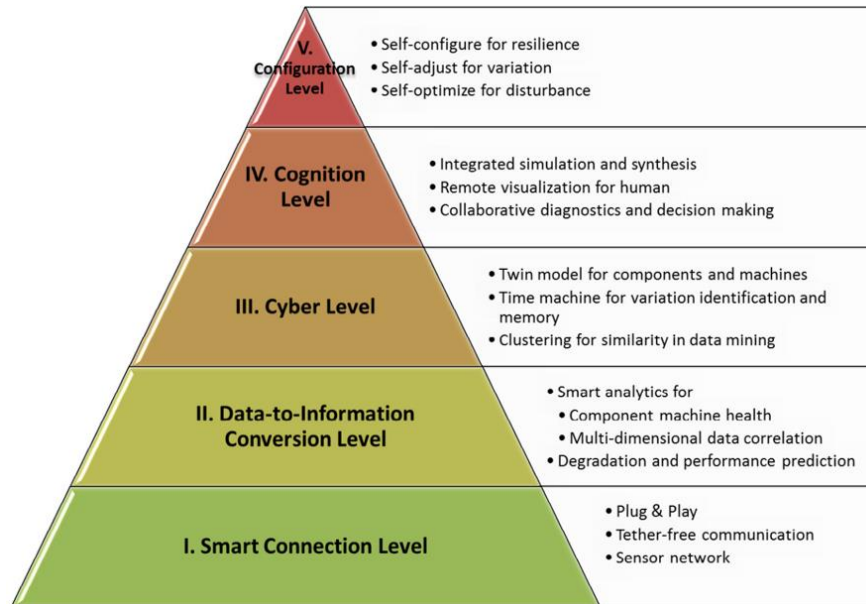 V.
Configuration
Level
• Self-configure for resilience
• Self-adjust for variation
• Self-optimize for disturbance
IV. Cognition
Level
• Integrated simulation and synthesis
• Remote visualization for human
• Collaborative diagnostics and decision making
III. Cyber Level
• Twin model for components and machines
• Time machine for variation identification and
memory
• Clustering for similarity in data mining
II. Data-to-Information
Conversion Level
• Smart analytics for
• Component machine health
• Multi-dimensional data correlation
• Degradation and performance prediction
I. Smart Connection Level
• Plug & Play
• Tether-free communication
• Sensor network